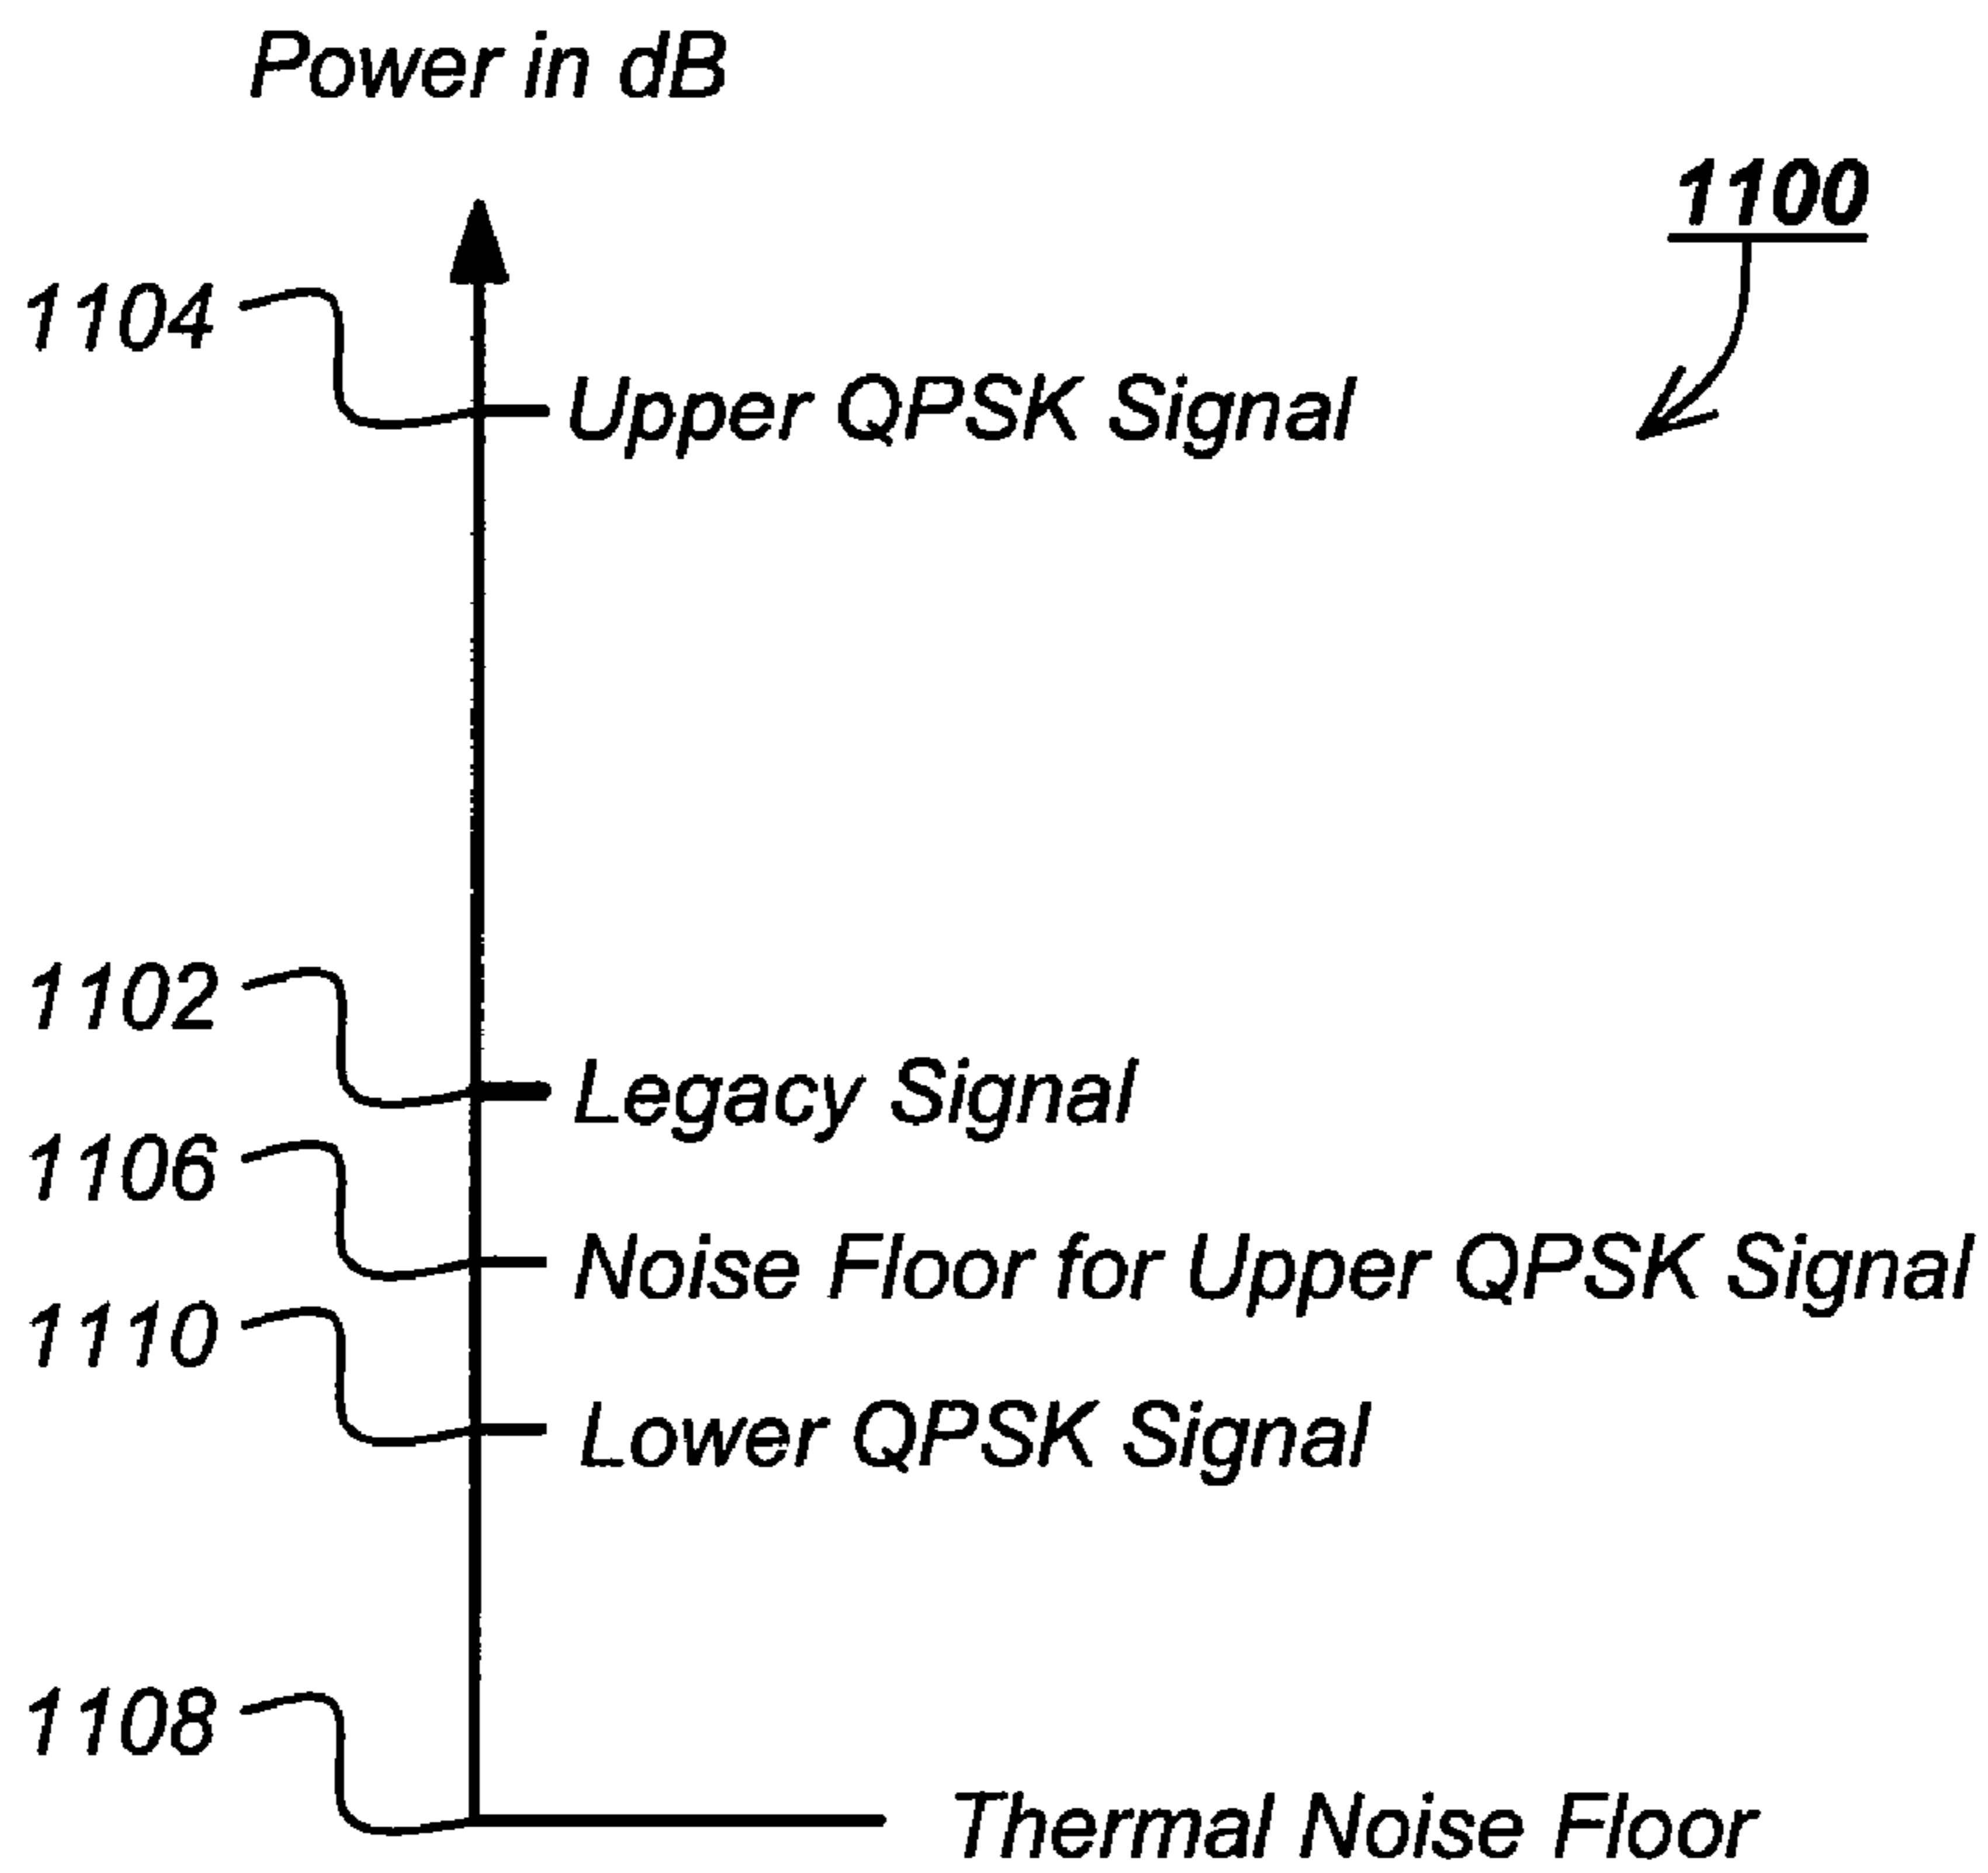 Power in dB
1100
1104
Upper QPSK Signal
1102
Legacy Signal
1106
Noise Floor for Upper QPSK Signal
1110
Lower QPSK Signal
1108
Thermal Noise Floor